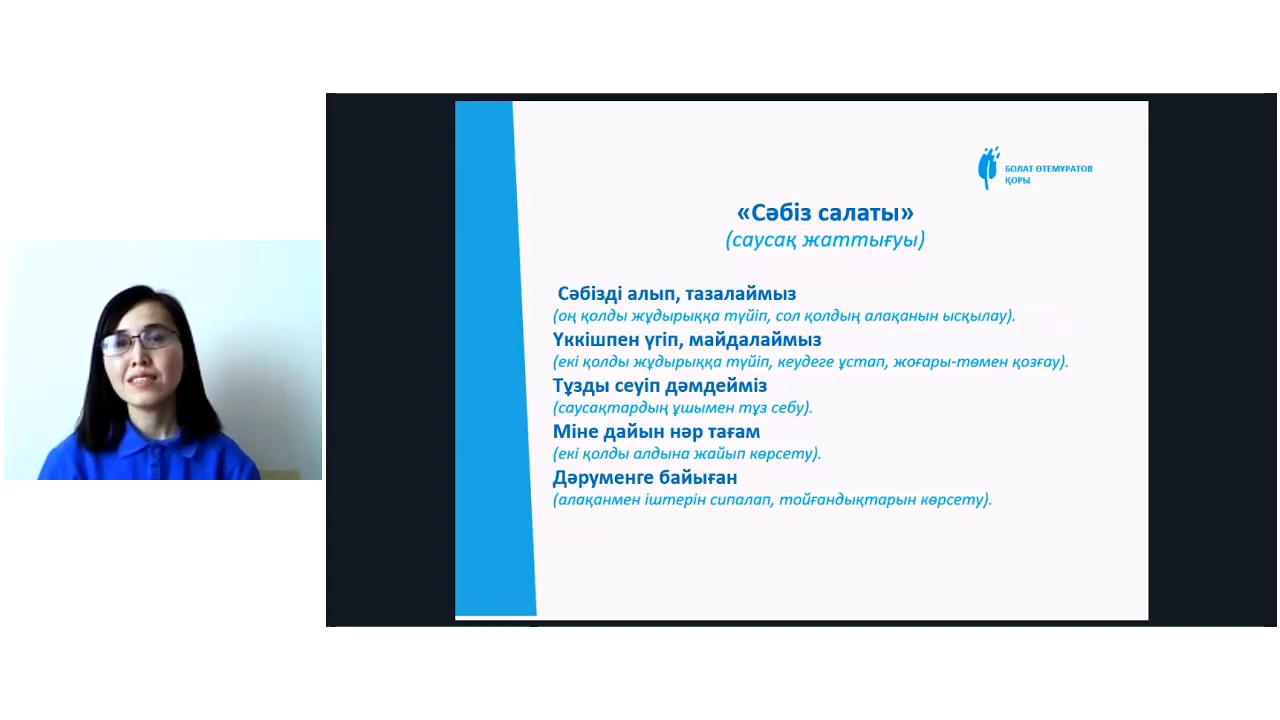 БОЛАТ ӨТЕМҰРАТОВ
ҚОРЫ
«Сәбіз салаты»
(саусақ жаттығуы)
Сәбізді алып, тазалаймыз
(оң қолды жұдырыққа түйіп, сол қолдың алақанын ысқылау).
Үккішпен үгіп, майдалаймыз
(екі қолды жұдырыққа түйіп, кеудеге ұстап, жоғары-төмен қозғау).
Тұзды сеуіп дәмдейміз
(саусақтардың ұшымен тұз себу).
Міне дайын нәр тағам
(екі қолды алдына жайып көрсету).
Дәруменге байыған
(алақанмен іштерін сипалап, тойғандықтарын көрсету).